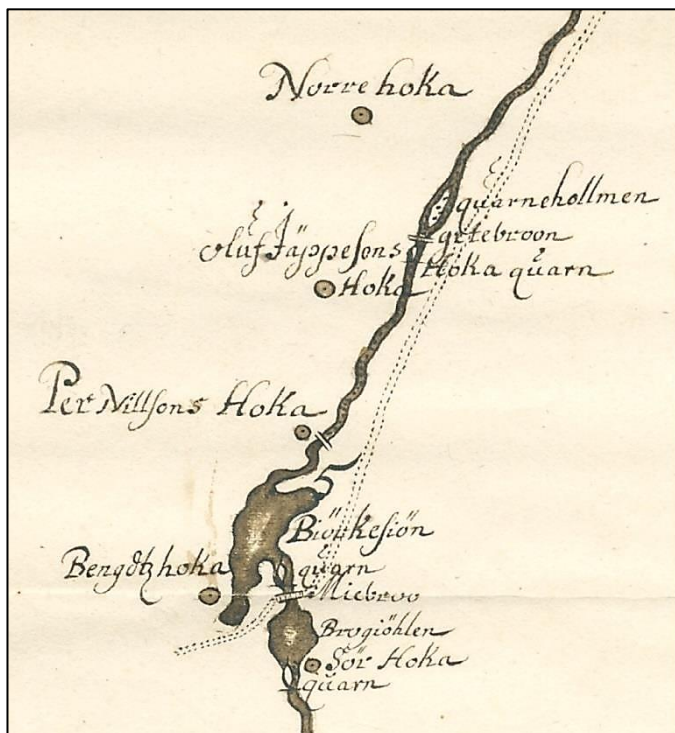 Norre hoka
quarnehollmen
getebroon
Oluf Jäppesons
Hoka quarn
Hoka
Per Nillsons Hoka
Biörkesiön
quarn
Bengdtz hoka
Miebroo
Brogiöhlen
Sör Hoka
quarn